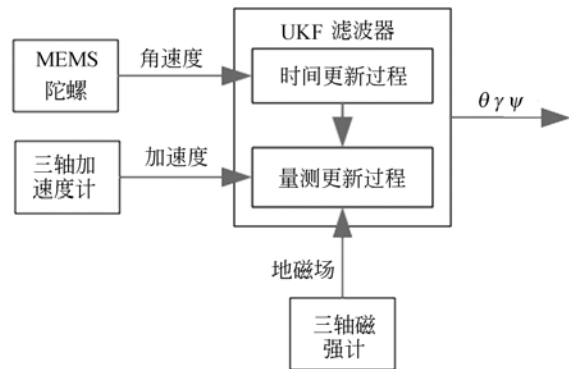 UKF 滤波器
MEMS
陀螺
角速度
时间更新过程
θ γ ψ
三轴加
速度计
加速度
量测更新过程
地磁场
三轴磁
强计